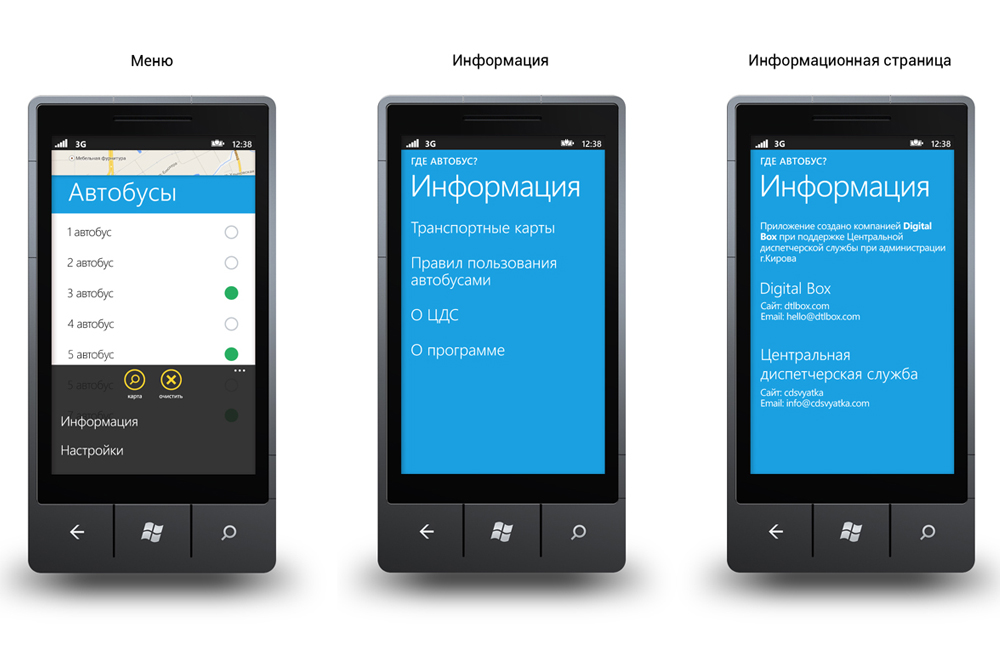 Меню
3G
12:38
Мебельная фурнитура
Автобусы
1 автобус
2 автобус
3 автобус
4 автобус
5 автобус
5 автобус
карта
очистить
Информация
Настройки
Информация
3G
12:38
ГДЕ АВТОБУС?
Информация
Транспортные карты
Правил пользования
автобусами
О ЦДС
О программе
Информационная страница
3G
12:38
ГДЕ АВТОБУС?
Информация
Приложение создано компанией Digital
Box при поддержке Центральной
диспетчерской службы при администрации
г.Кирова
Digital Box
Сайт: dtlbox.com
Email: hello@dtlbox.com
Центральная
диспетчерская служба
Сайт: cdsvyatka
Email: info@cdsvyatka.com